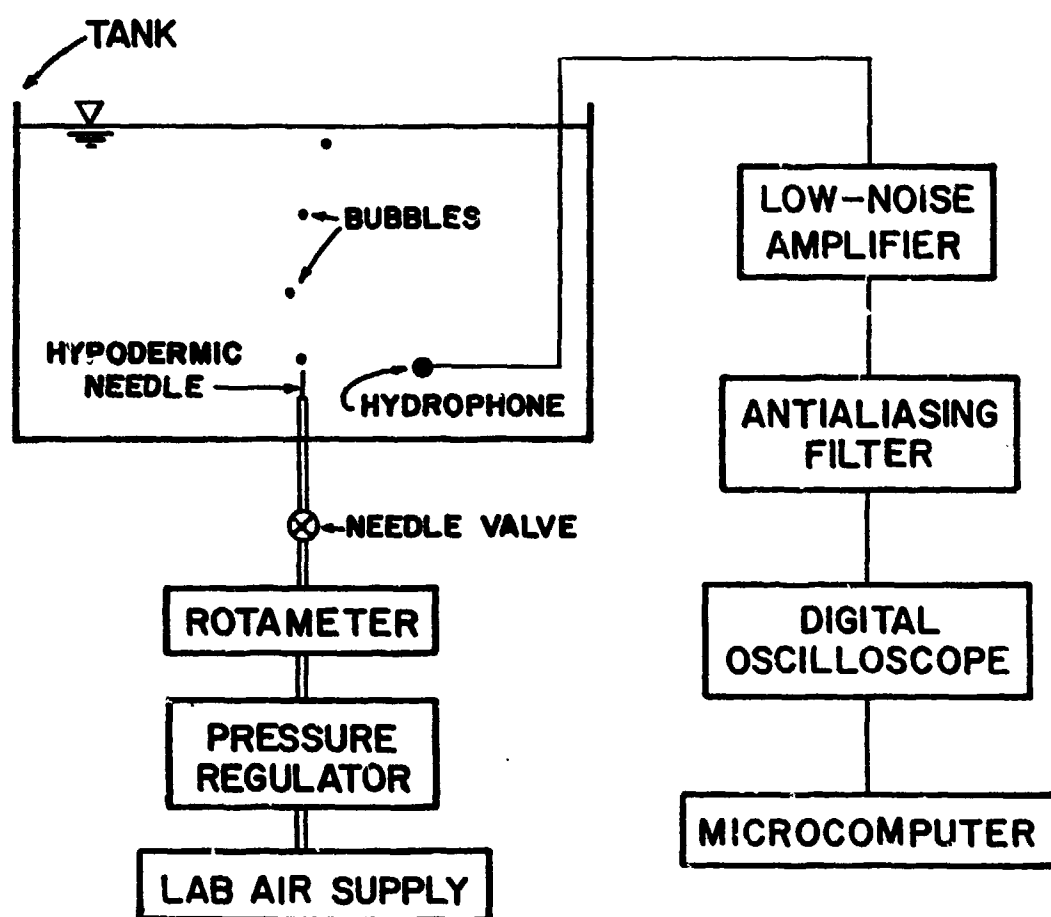 TANK
BUBBLES
HYPODERMIC
NEEDLE
HYDROPHONE
NEEDLE VALVE
ROTAMETER
PRESSURE
REGULATOR
LAB AIR SUPPLY
LOW-NOISE
AMPLIFIER
ANTIALIASING
FILTER
DIGITAL
OSCILLOSCOPE
MICROCOMPUTER